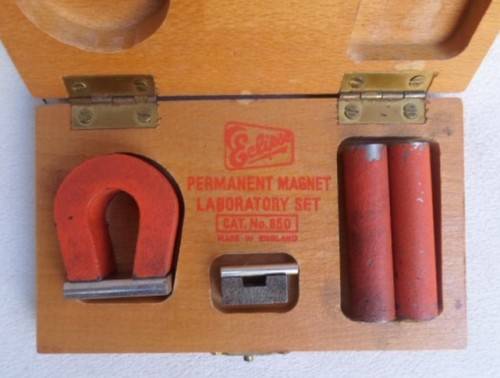 Eclipse
PERMANENT MAGNET
LABORATORY SET
CAT. No. 850
MADE IN ENGLAND